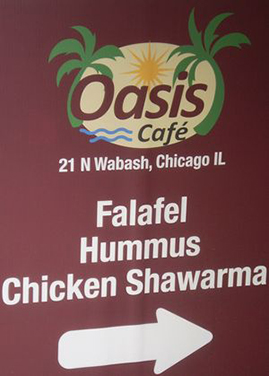 Oasis
Café
21 N Wabash, Chicago IL
Falafel
Hummus
Chicken Shawarma